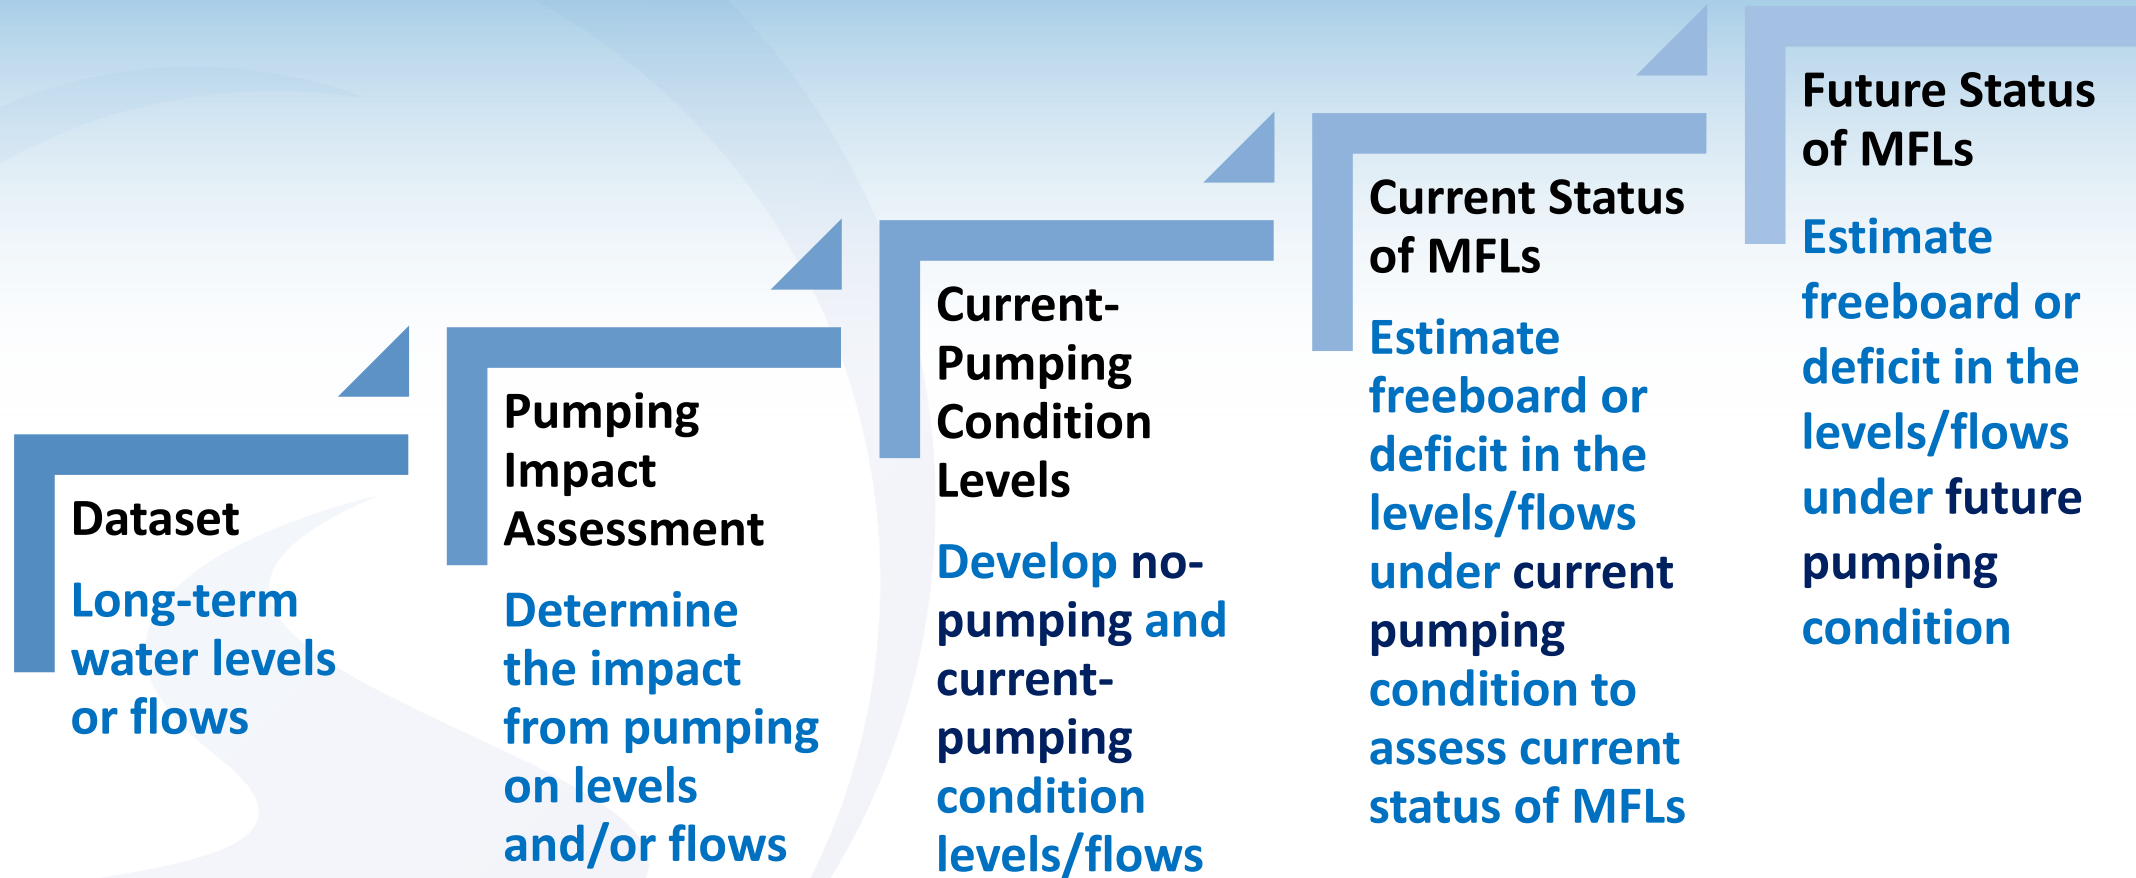 Dataset
Long-term
water levels
or flows
Pumping
Impact
Assessment
Determine
the impact
from pumping
on levels
and/or flows
Current-
Pumping
Condition
Levels
Develop no-
pumping and
current-
pumping
condition
levels/flows
Current Status
of MFLs
Estimate
freeboard or
deficit in the
levels/flows
under current
pumping
condition to
assess current
status of MFLs
Future Status
of MFLs
Estimate
freeboard or
deficit in the
levels/flows
under future
pumping
condition